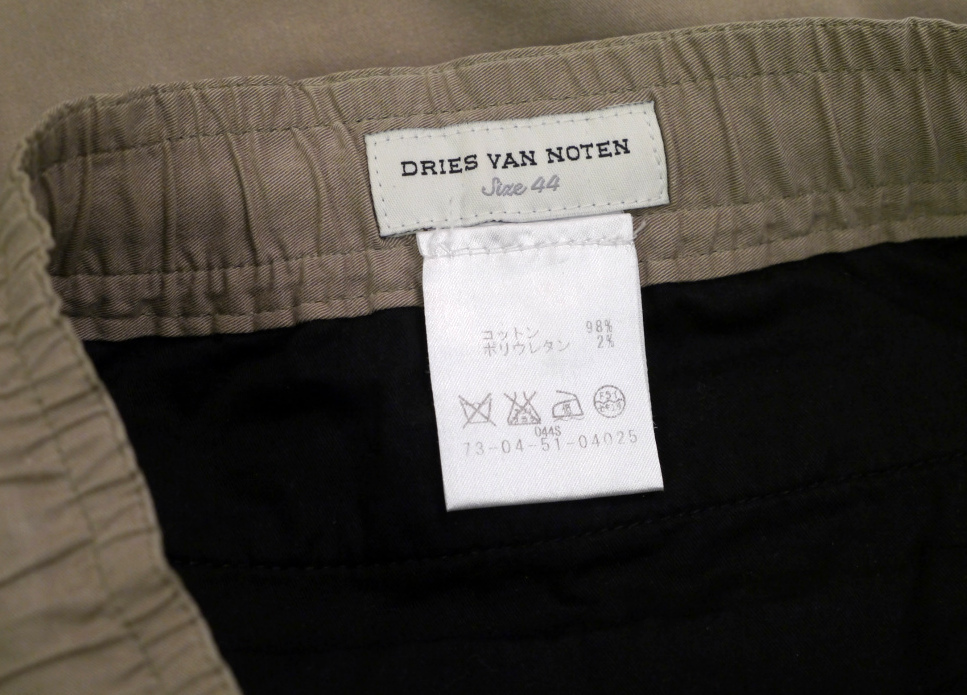 DRIES VAN NOTEN
Size 44
コットン 98%
ポリウレタン 2%
044S
73-04-51-04025